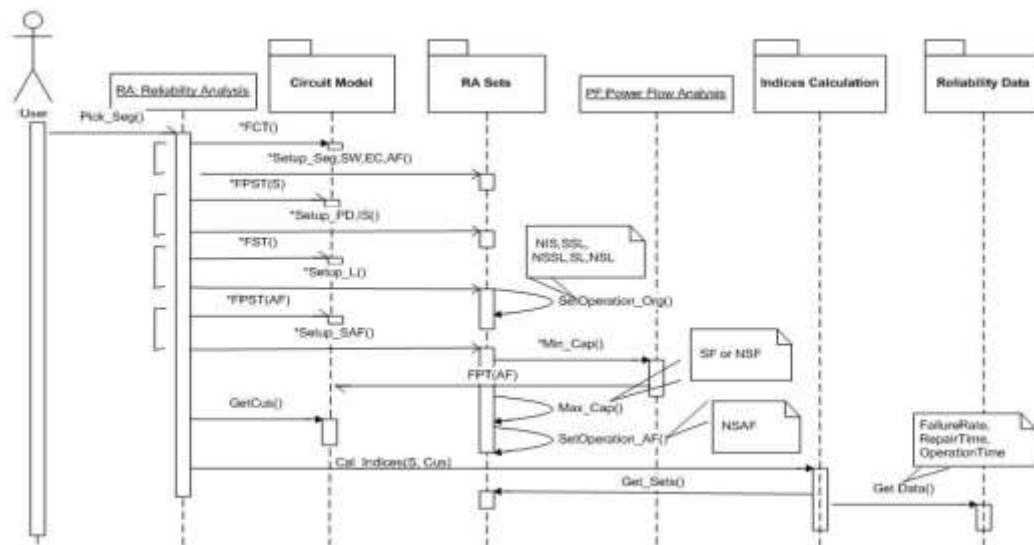 Circuit Model
RA Sets
Indices Calculation
Reliability Data
RA: Reliability Analysis
PF:Power Flow Analysis
:User
Pick_Seg()
*FCT()
*Setup_Seg,SW,EC,AF()
*FPST(S)
*Setup_PD,IS()
*FST()
*Setup_L()
*FPST(AF)
*Setup_SAF()
NIS,SSL,
NSSL,SL,NSL
SetOperation_Org()
*Min_Cap()
SF or NSF
FPT(AF)
GetCus()
Max_Cap()
SetOperation_AF()
NSAF
FailureRate,
RepairTime,
OperationTime
Cal_Indices(S, Cus)
Get_Sets()
Get Data()